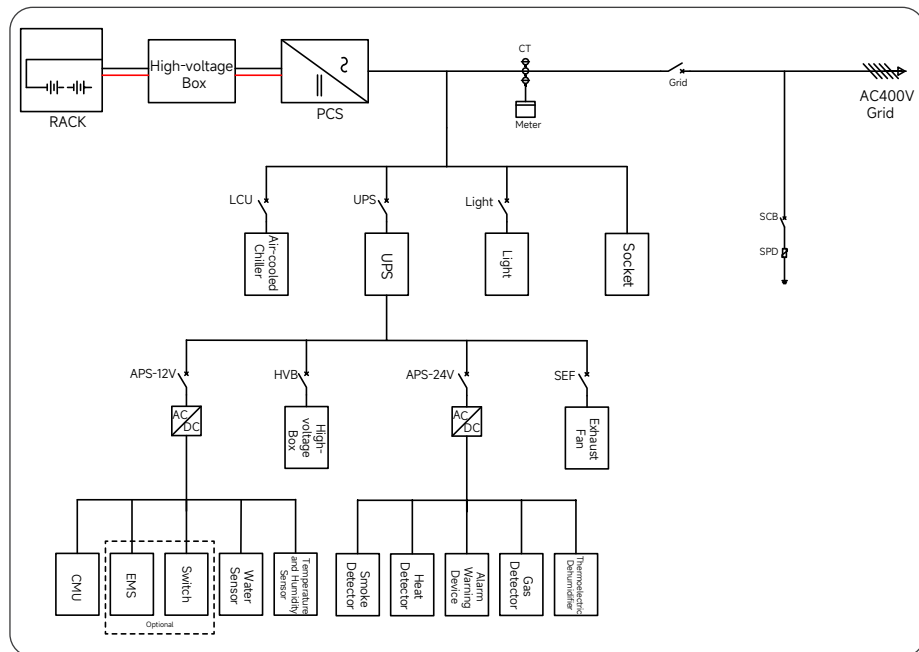 CT
High-voltage
Box
Grid
Meter
AC400V
Grid
RACK
PCS
LCU
UPS
Light
Air-cooled
Chiller
UPS
Light
Socket
SCB
SPD
APS-12V
HVB
APS-24V
SEF
AC
DC
High-
voltage
Box
AC
DC
Exhaust
Fan
CMU
EMS
Switch
Water
Sensor
Temperature
and Humidity
Sensor
Smoke
Detector
Heat
Detector
Alarm
Warning
Device
Gas
Detector
Thermoelectric
Dehumidifier
Optional